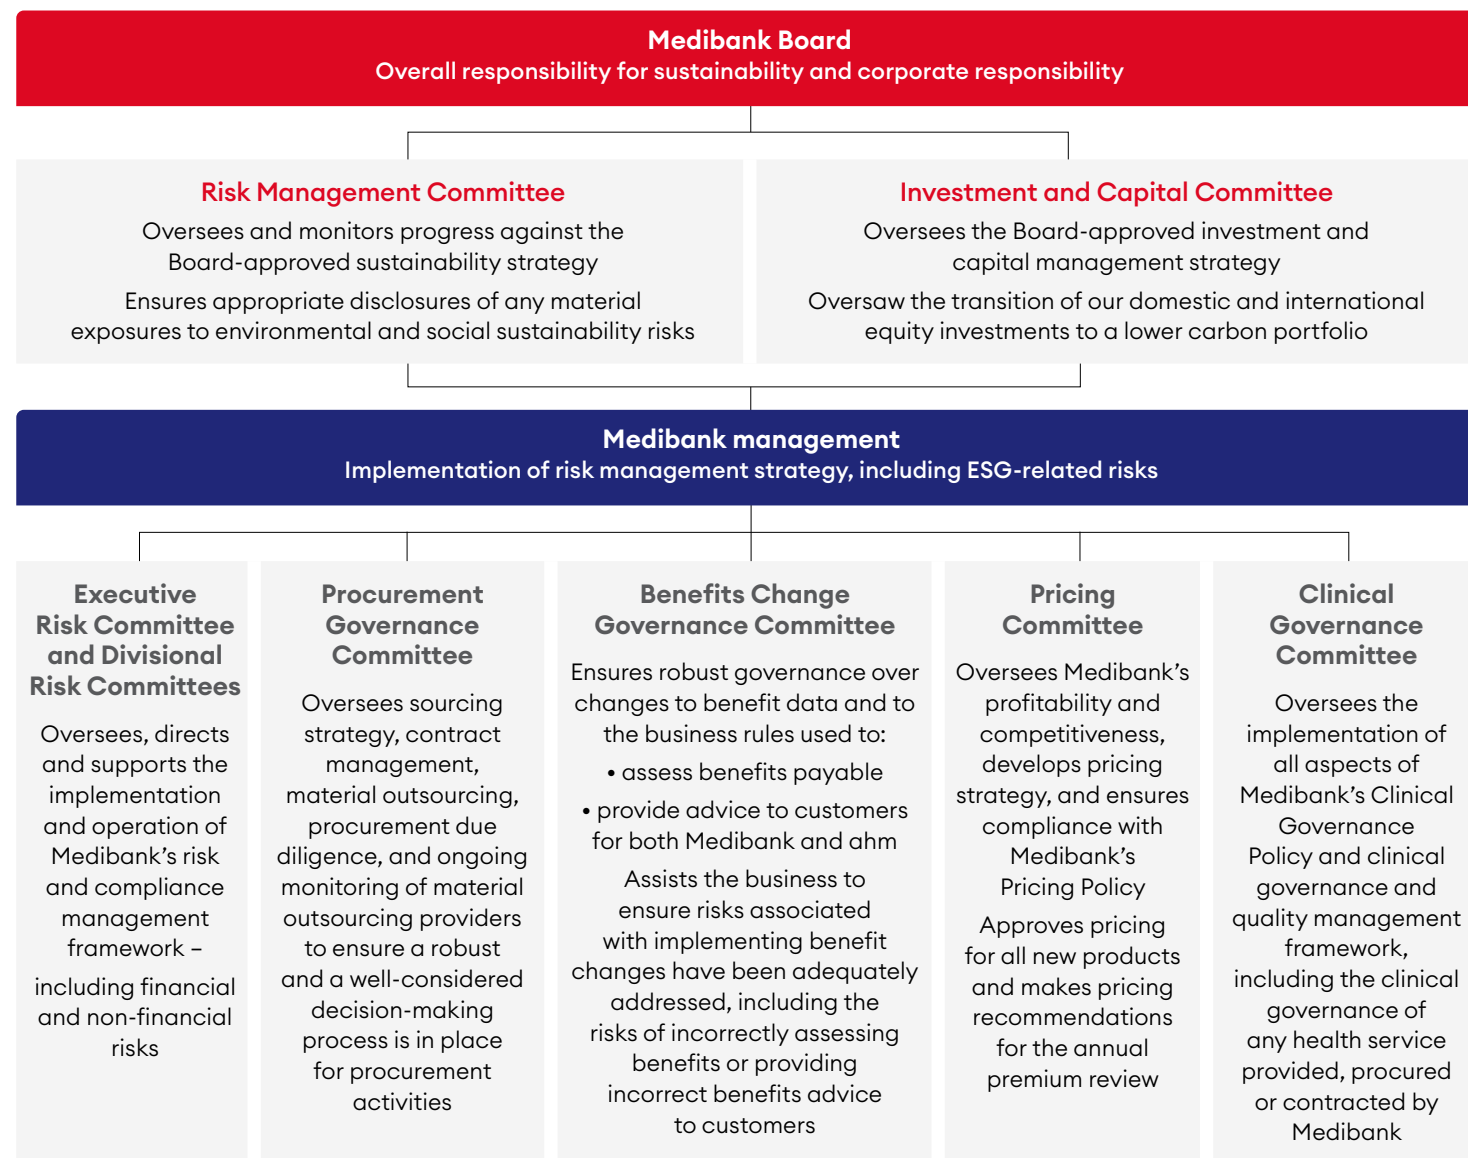 Medibank Board
Overall responsibility for sustainability and corporate responsibility
Risk Management Committee
Oversees and monitors progress against the
Board-approved sustainability strategy
Ensures appropriate disclosures of any material
exposures to environmental and social sustainability risks
Investment and Capital Committee
Oversees the Board-approved investment and
capital management strategy
Oversaw the transition of our domestic and international
equity investments to a lower carbon portfolio
Medibank management
Implementation of risk management strategy, including ESG-related risks
Executive
Risk Committee
and Divisional
Risk Committees
Oversees, directs
and supports the
implementation
and operation of
Medibank’s risk
and compliance
management
framework –
including financial
and non-financial
risks
Procurement
Governance
Committee
Oversees sourcing
strategy, contract
management,
material outsourcing,
procurement due
diligence, and ongoing
monitoring of material
outsourcing providers
to ensure a robust
and a well-considered
decision-making
process is in place
for procurement
activities
Benefits Change
Governance Committee
Ensures robust governance over
changes to benefit data and to
the business rules used to:
• assess benefits payable
• provide advice to customers
for both Medibank and ahm
Assists the business to
ensure risks associated
with implementing benefit
changes have been adequately
addressed, including the
risks of incorrectly assessing
benefits or providing
incorrect benefits advice
to customers
Pricing
Committee
Oversees Medibank’s
profitability and
competitiveness,
develops pricing
strategy, and ensures
compliance with
Medibank’s
Pricing Policy
Approves pricing
for all new products
and makes pricing
recommendations
for the annual
premium review
Clinical
Governance
Committee
Oversees the
implementation of
all aspects of
Medibank’s Clinical
Governance
Policy and clinical
governance and
quality management
framework,
including the clinical
governance of
any health service
provided, procured
or contracted by
Medibank